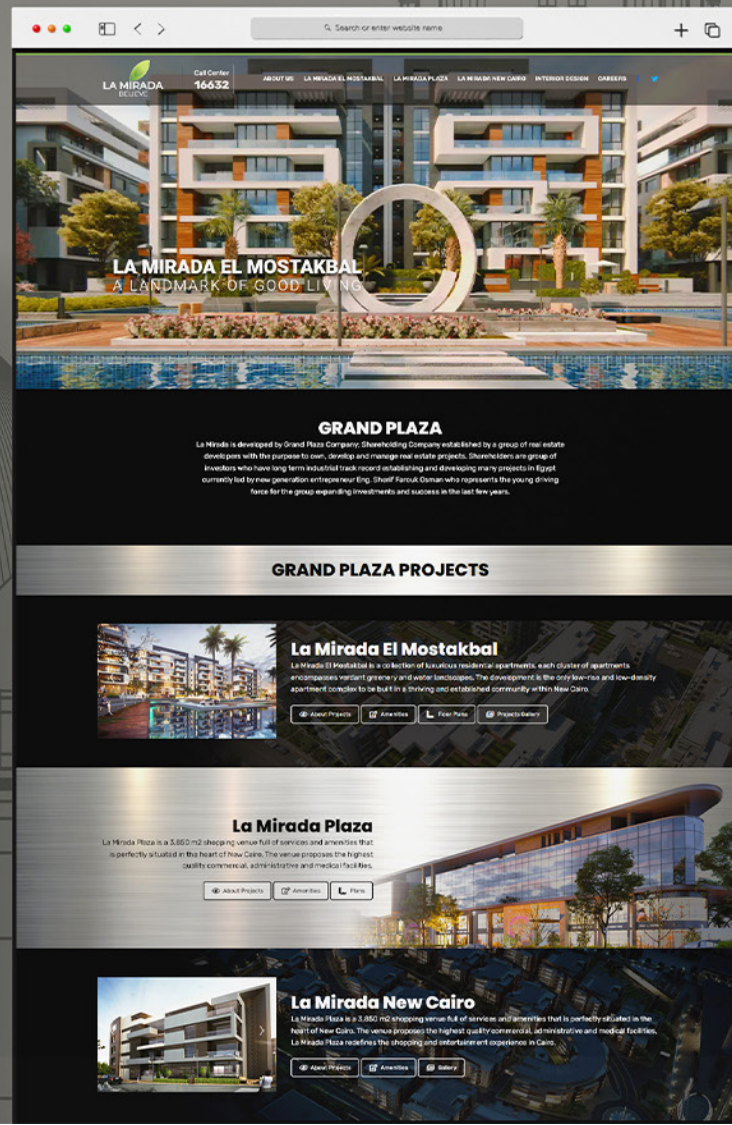 Search or enter website name
LA MIRADA
BELIEVE
Call Center
16632
ABOUT US LA MIRADA EL MOSTAKBAL LA MIRADA PLAZA LA MIRADA NEW CAIRO INTERIOR DESIGN CAREERS
LA MIRADA EL MOSTAKBAL
A LANDMARK OF GOOD LIVING
GRAND PLAZA
La Mirada is developed by Grand Plaza Company; Shareholding Company established by a group of real estate
developers with the purpose to own, develop and manage real estate projects. Shareholders are group of
investors who have long term industrial track record establishing and developing many projects in Egypt
currently led by new generation entrepreneur Eng. Sherif Farouk Osman who represents the young driving
force for the group expanding investments and success in the last few years.
GRAND PLAZA PROJECTS
La Mirada El Mostakbal
La Mirada El Mostakbal is a collection of luxurious residential apartments, each cluster of apartments
encompasses verdant greenery and water landscapes. The development is the only low-rise and low-density
apartment complex to be built in a thriving and established community within New Cairo.
About Projects Amenities Floor Plans Projects Gallery
La Mirada Plaza
La Mirada Plaza is a 3,850 m2 shopping venue full of services and amenities that
is perfectly situated in the heart of New Cairo. The venue proposes the highest
quality commercial, administrative and medical facilities.
About Projects Amenities Plans
La Mirada New Cairo
La Mirada Plaza is a 3,850 m2 shopping venue full of services and amenities that is perfectly situated in the
heart of New Cairo. The venue proposes the highest quality commercial, administrative and medical facilities.
La Mirada Plaza redefines the shopping and entertainment experience in Cairo.
About Projects Amenities Gallery